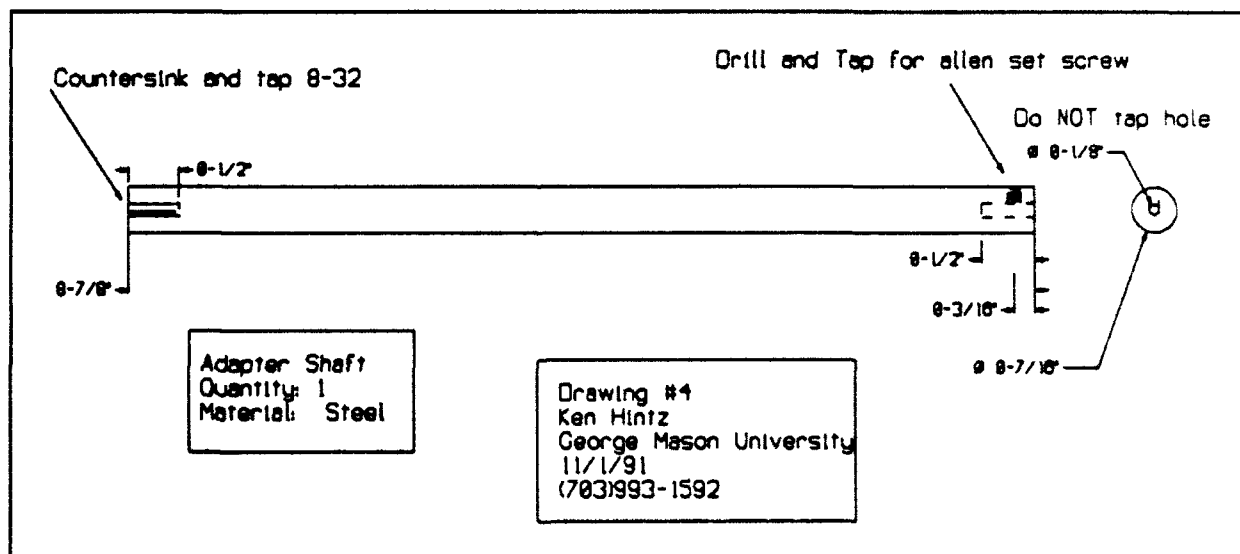 Drill and Tap for allen set screw
Countersink and tap 8-32
Do NOT tap hole
ø 0-1/8"
0-1/2"
0-1/2"
0-7/8"
0-3/16"
ø 0-7/16"
Adapter Shaft
Quantity: 1
Material: Steel
Drawing #4
Ken Hintz
George Mason University
11/1/91
(703)993-1592